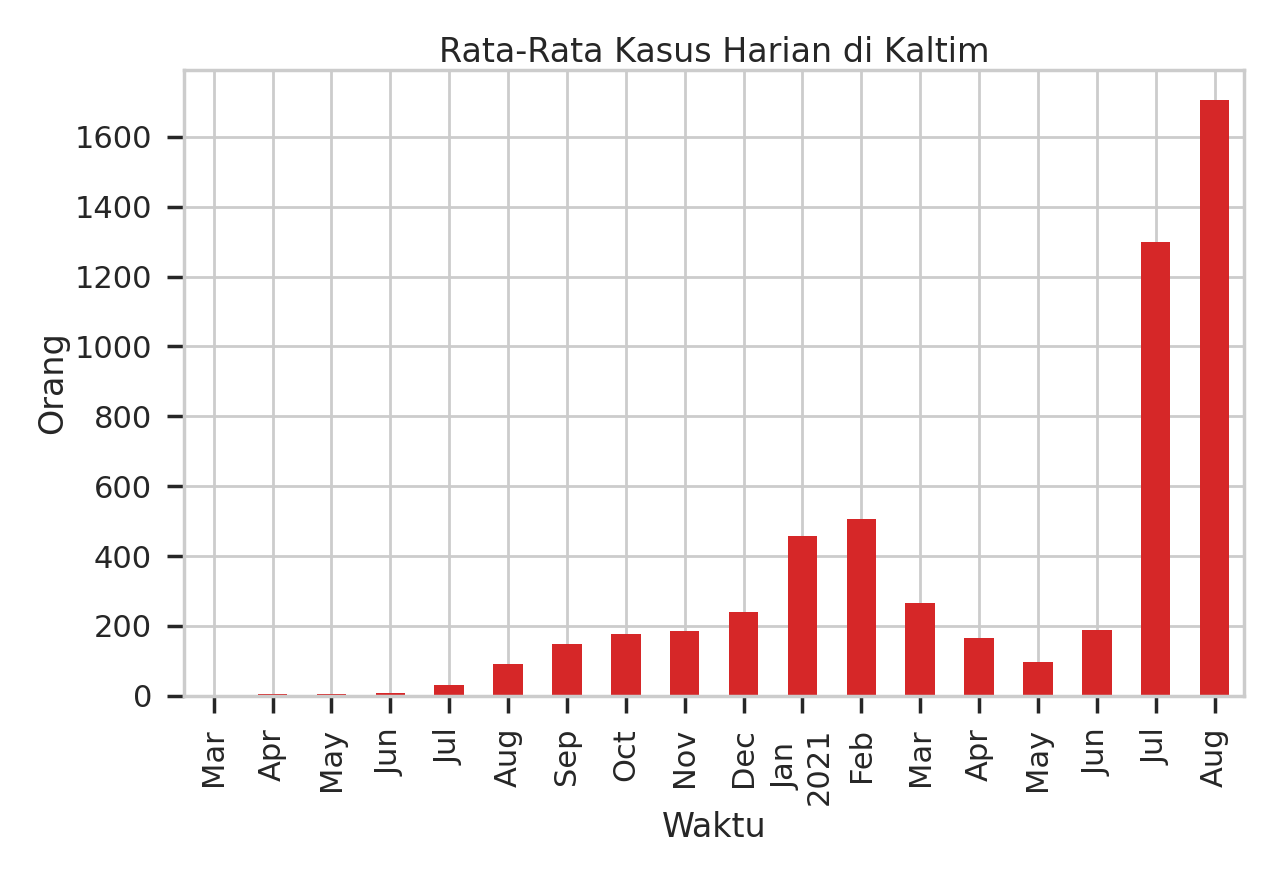 Rata-Rata Kasus Harian di Kaltim
Orang
1600
1400
1200
1000
800
600
400
200
0
Mar
Apr
May
Jun
Jul
Aug
Sep
Oct
Nov
Dec
Jan
2021
Feb
Mar
Apr
May
Jun
Jul
Aug
Waktu